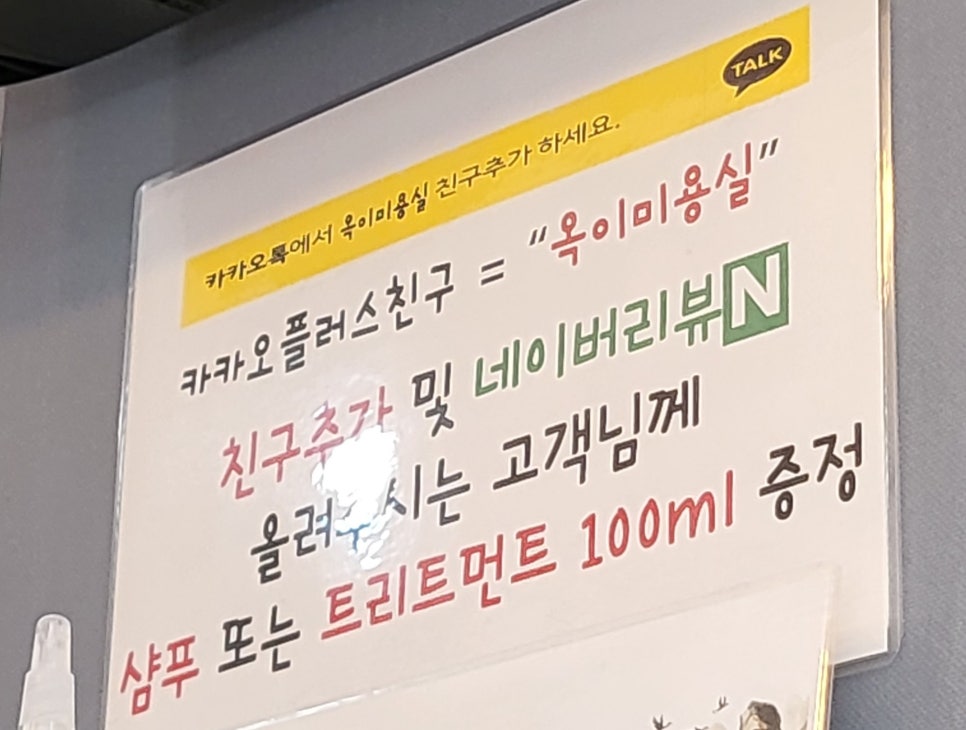 TALK
카카오톡에서 옥이미용실 친구추가 하세요.
카카오플러스친구 = "옥이미용실"
친구추가 및 네이버리뷰 N
올려주시는 고객님께
샴푸 또는 트리트먼트 100ml 증정